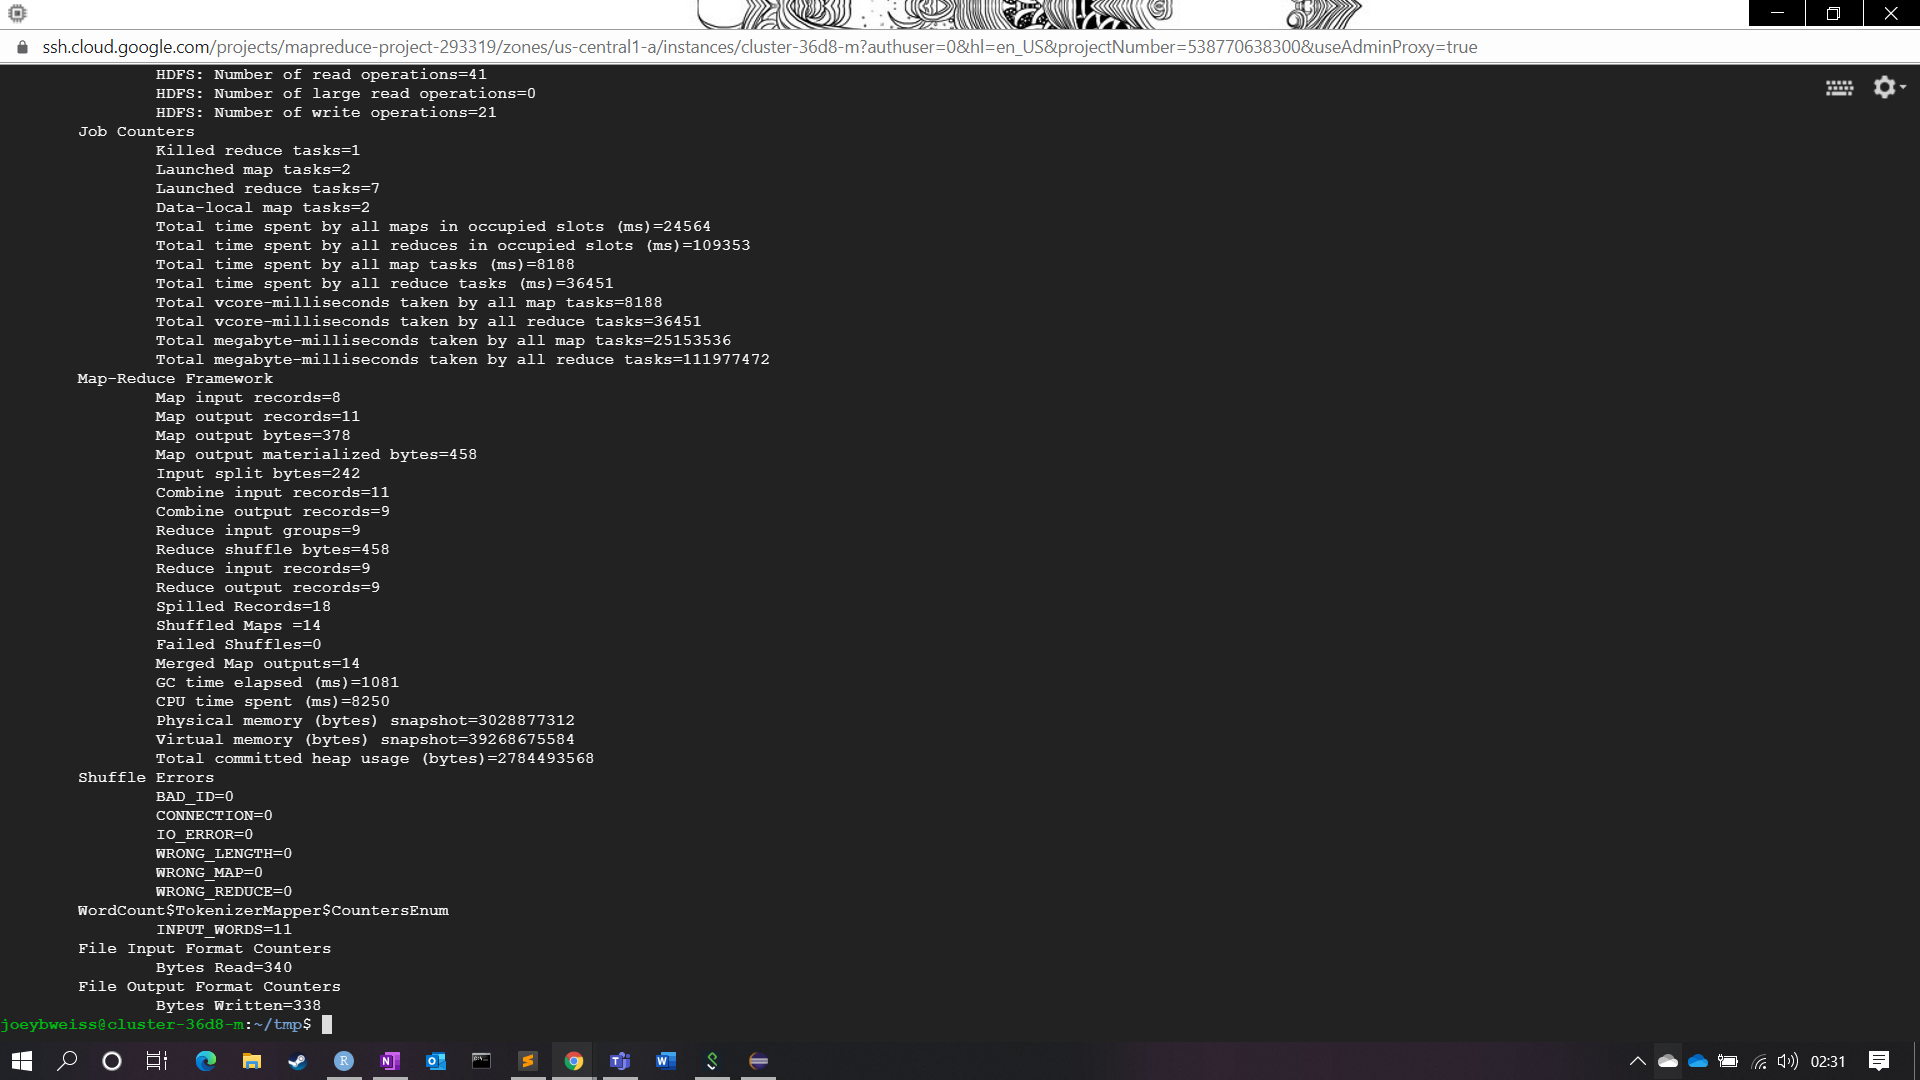 ssh.cloud.google.com/projects/mapreduce-project-293319/zones/us-central1-a/instances/cluster-36d8-m?authuser=0&hl=en_US&projectNumber=538770638300&useAdminProxy=true
HDFS: Number of read operations=41
HDFS: Number of large read operations=0
HDFS: Number of write operations=21
Job Counters
Killed reduce tasks=1
Launched map tasks=2
Launched reduce tasks=7
Data-local map tasks=2
Total time spent by all maps in occupied slots (ms)=24564
Total time spent by all reduces in occupied slots (ms)=109353
Total time spent by all map tasks (ms)=8188
Total time spent by all reduce tasks (ms)=36451
Total vcore-milliseconds taken by all map tasks=8188
Total vcore-milliseconds taken by all reduce tasks=36451
Total megabyte-milliseconds taken by all map tasks=25153536
Total megabyte-milliseconds taken by all reduce tasks=111977472
Map-Reduce Framework
Map input records=8
Map output records=11
Map output bytes=378
Map output materialized bytes=458
Input split bytes=242
Combine input records=11
Combine output records=9
Reduce input groups=9
Reduce shuffle bytes=458
Reduce input records=9
Reduce output records=9
Spilled Records=18
Shuffled Maps =14
Failed Shuffles=0
Merged Map outputs=14
GC time elapsed (ms)=1081
CPU time spent (ms)=8250
Physical memory (bytes) snapshot=3028877312
Virtual memory (bytes) snapshot=39268675584
Total committed heap usage (bytes)=2784493568
Shuffle Errors
BAD_ID=0
CONNECTION=0
IO_ERROR=0
WRONG_LENGTH=0
WRONG_MAP=0
WRONG_REDUCE=0
WordCount$TokenizerMapper$CountersEnum
INPUT_WORDS=11
File Input Format Counters
Bytes Read=340
File Output Format Counters
Bytes Written=338
joeybweiss@cluster-36d8-m:~/tmp$
02:31